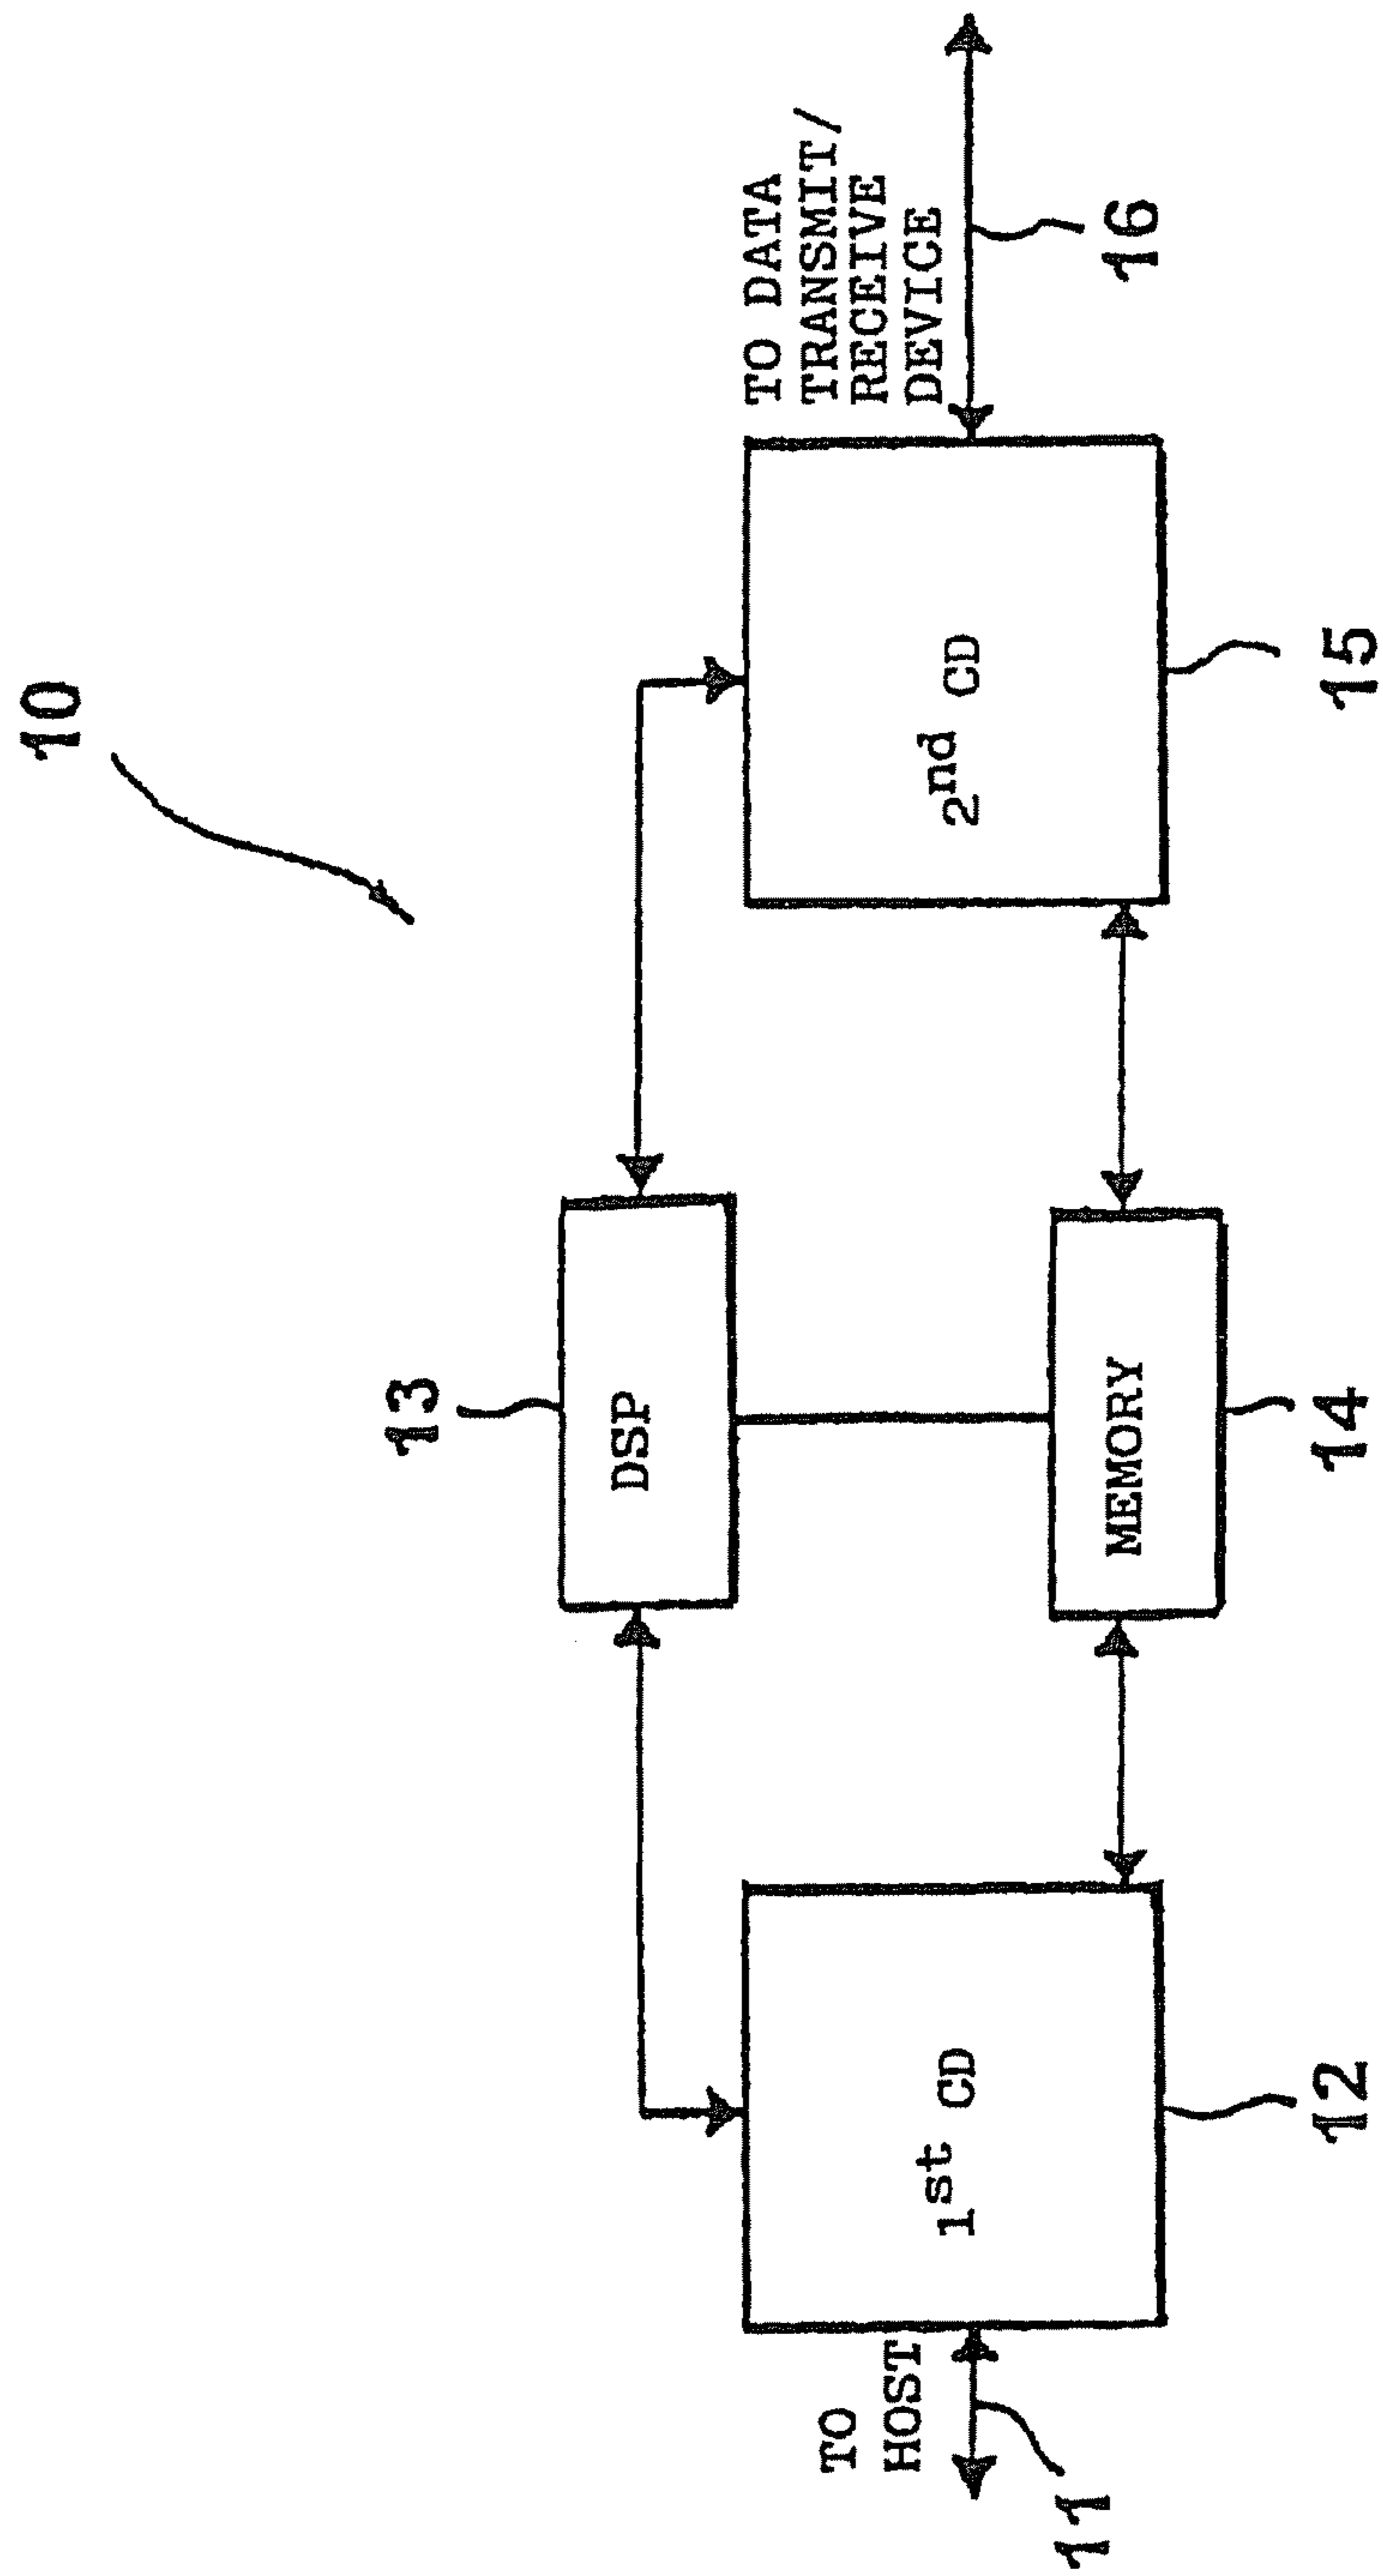 10
13
DSP
TO DATA
TRANSMIT/
RECEIVE
DEVICE
TO
HOST
1st CD
2nd CD
MEMORY
16
11
12
14
15